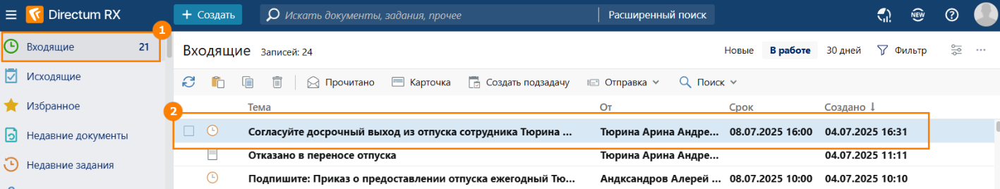 Directum RX
+ Создать
Искать документы, задания, прочее
Расширенный поиск
NEW
1
Входящие 21
Исходящие
Избранное
Недавние документы
Недавние задания
Входящие Записей: 24
Новые В работе 30 дней Фильтр
Прочитано Карточка Создать подзадачу Отправка Поиск
2
Тема От Срок Создано ↓
Согласуйте досрочный выход из отпуска сотрудника Тюрина ... Тюрина Арина Андре... 08.07.2025 16:00 04.07.2025 16:31
Отказано в переносе отпуска Тюрина Арина Андре... 04.07.2025 11:11
Подпишите: Приказ о предоставлении отпуска ежегодный Тю... Андксандров Алерей ... 08.07.2025 10:00 04.07.2025 10:10